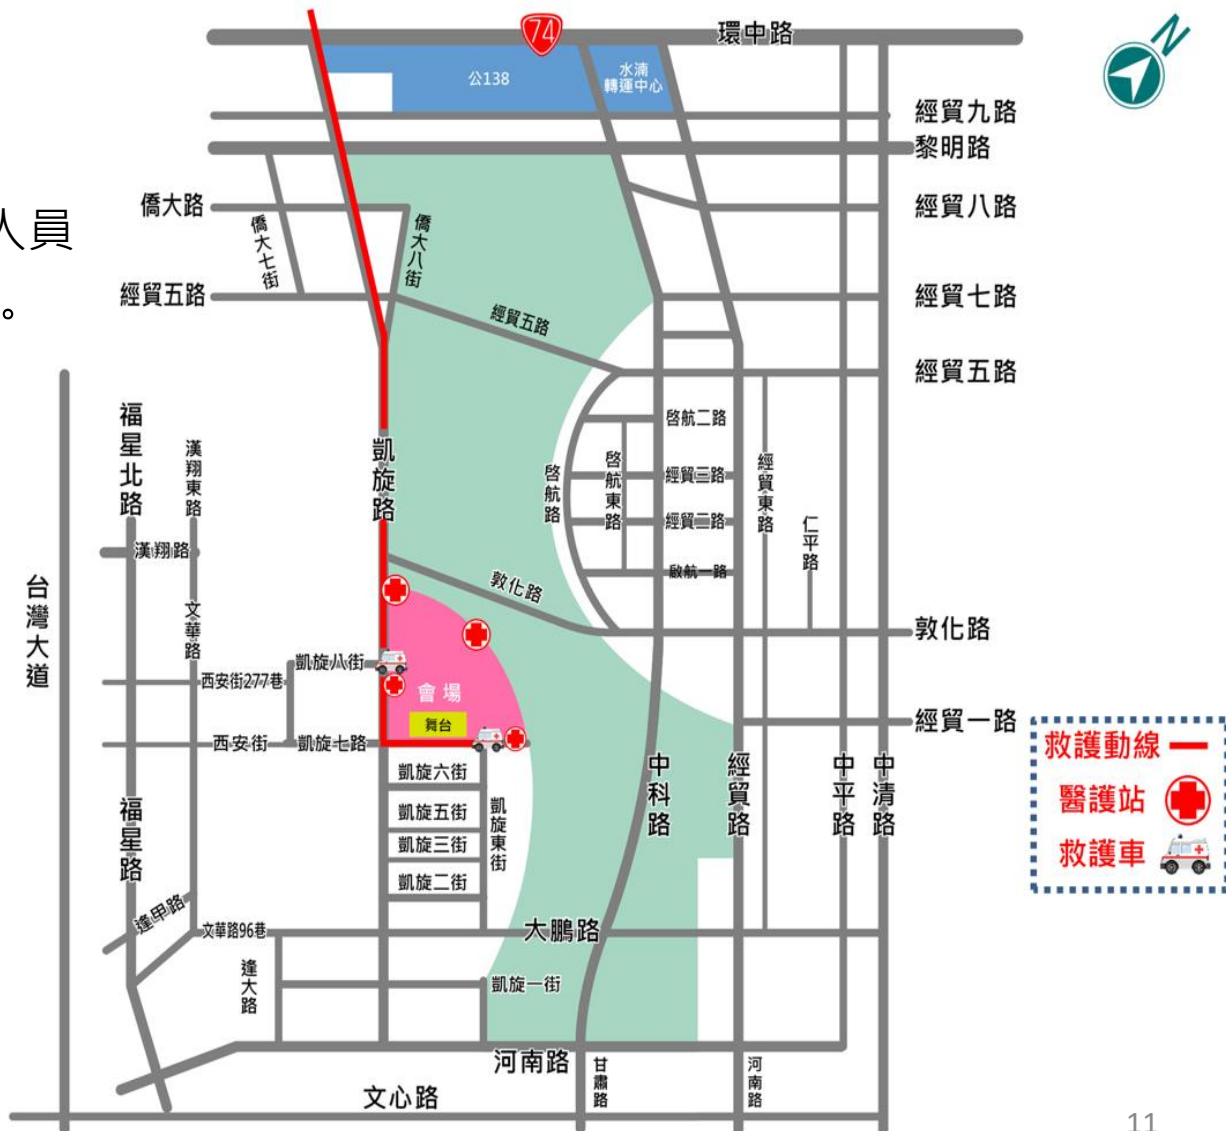 74
環中路
N
公138
水湳
轉運中心
經貿九路
黎明路
僑大路
經貿八路
人員
僑大七街
僑大八街
經貿五路
經貿七路
。
經貿五路
經貿五路
福星北路
漢翔東路
凱旋路
啓航二路
啓航路
啓航東路
經貿三路
經貿東路
經貿二路
仁平路
漢翔路
啟航一路
台灣大道
文華路
敦化路
敦化路
凱旋八街
西安街277巷
會場
舞台
經貿一路
西安街
凱旋七路
救護動線
醫護站
救護車
中科路
經貿路
中平路
中清路
凱旋六街
凱旋五街
凱旋三街
凱旋二街
凱旋東街
福星路
逢甲路
文華路96巷
大鵬路
逢大路
凱旋一街
河南路
甘肅路
河南路
文心路
11